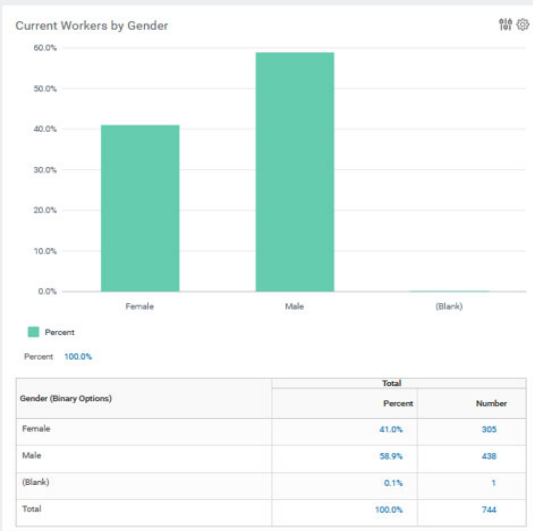 Current Workers by Gender
60.0%
50.0%
40.0%
30.0%
20.0%
10.0%
0.0%
Female Male (Blank)
Percent
Percent 100.0%
Total
Gender (Binary Options) Percent Number
Female 41.0% 305
Male 58.9% 438
(Blank) 0.1% 1
Total 100.0% 744